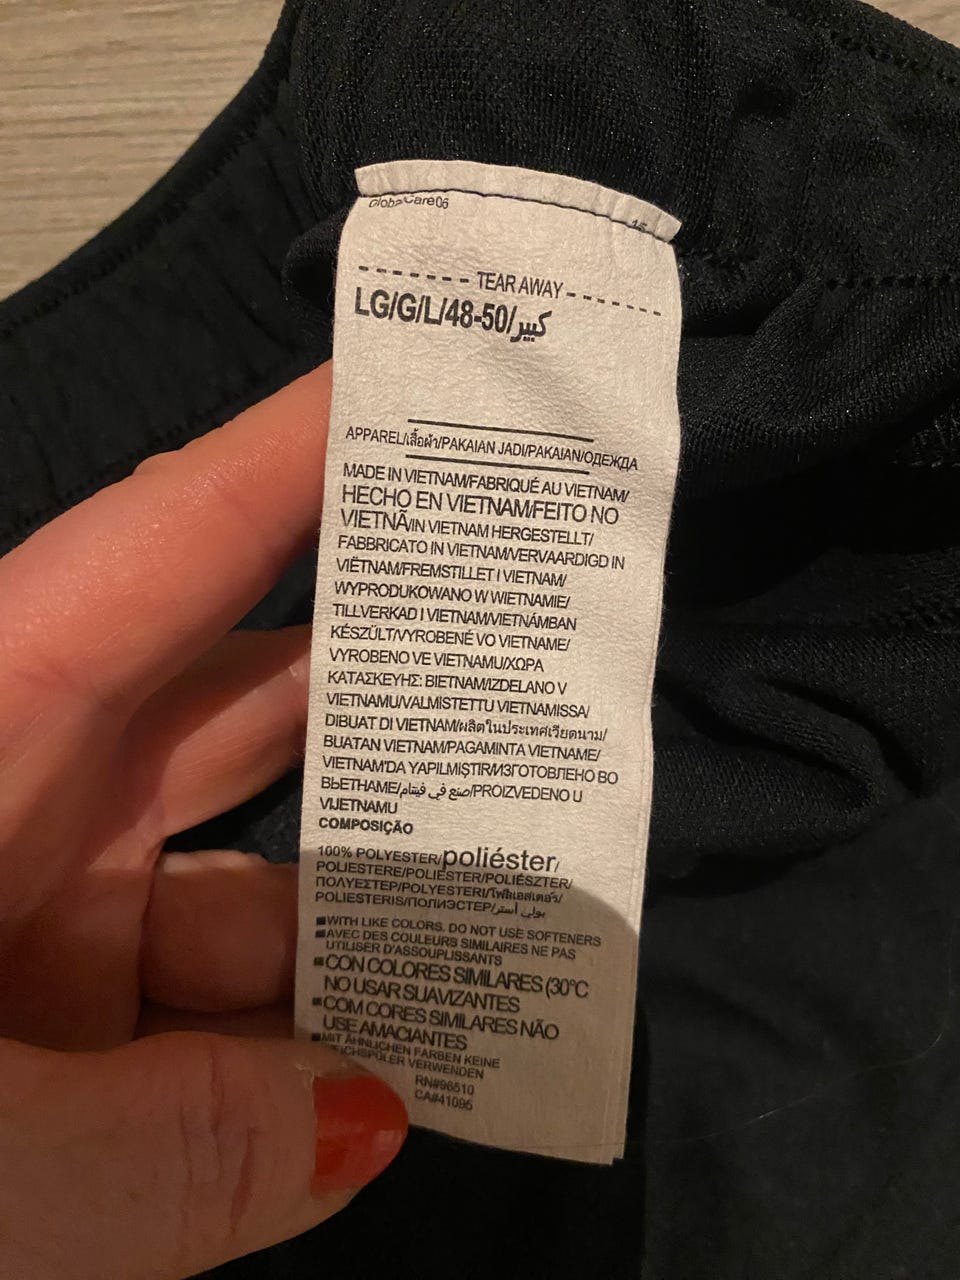 GlobalCare06
15
TEAR AWAY
LG/G/L/48-50/كبير
APPAREL/เสื้อผ้า/PAKAIAN JADI/PAKAIAN/ОДЕЖДА
MADE IN VIETNAM/FABRIQUÉ AU VIETNAM/
HECHO EN VIETNAM/FEITO NO
VIETNÃ/IN VIETNAM HERGESTELLT/
FABBRICATO IN VIETNAM/VERVAARDIGD IN
VIËTNAM/FREMSTILLET I VIETNAM/
WYPRODUKOWANO W WIETNAMIE/
TILLVERKAD I VIETNAM/VIETNÁMBAN
KÉSZÜLT/VYROBENÉ VO VIETNAME/
VYROBENO VE VIETNAMU/ΧΩΡΑ
ΚΑΤΑΣΚΕΥΗΣ: ΒΙΕΤΝΑΜ/IZDELANO V
VIETNAMU/VALMISTETTU VIETNAMISSA/
DIBUAT DI VIETNAM/ผลิตในประเทศเวียดนาม/
BUATAN VIETNAM/PAGAMINTA VIETNAME/
VIETNAM'DA YAPILMIŞTIR/ИЗГОТОВЛЕНО ВО
ВЬЕТНАМЕ/صنع في فيتنام/PROIZVEDENO U
VIJETNAMU
COMPOSIÇÃO
100% POLYESTER/poliéster/
POLIESTERE/POLIESTER/POLIÉSZTER/
ΠΟΛΥΕΣΤΕΡ/POLYESTERI/โพลีเอสเตอร์/
POLIESTERIS/ПОЛИЭСТЕР/بولي أستر
WITH LIKE COLORS. DO NOT USE SOFTENERS
AVEC DES COULEURS SIMILAIRES NE PAS
UTILISER D'ASSOUPLISSANTS
CON COLORES SIMILARES (30°C
NO USAR SUAVIZANTES
COM CORES SIMILARES NÃO
USE AMACIANTES
MIT ÄHNLICHEN FARBEN KEINE
WEICHSPÜLER VERWENDEN
RN#96510
CA#41095